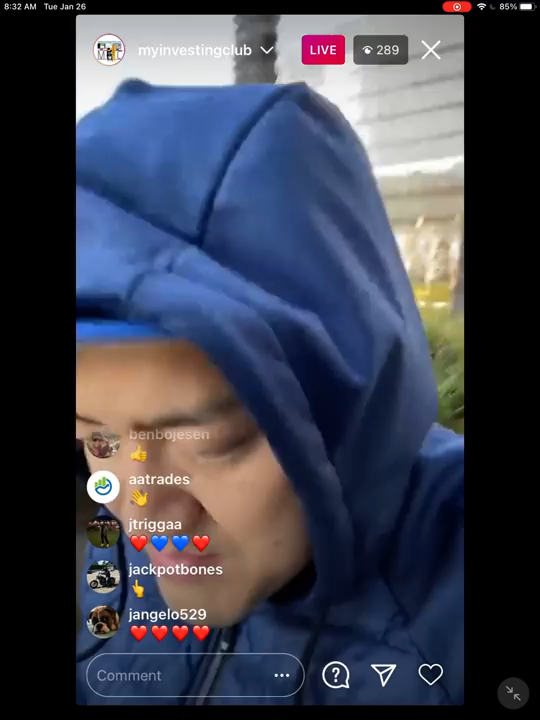 8:32 AM Tue Jan 26
85%
myinvestingclub
LIVE
289
benbojesen
👍
aatrades
👋
jtriggaa
❤️💙💙❤️
jackpotbones
👆
jangelo529
❤️❤️❤️❤️
Comment